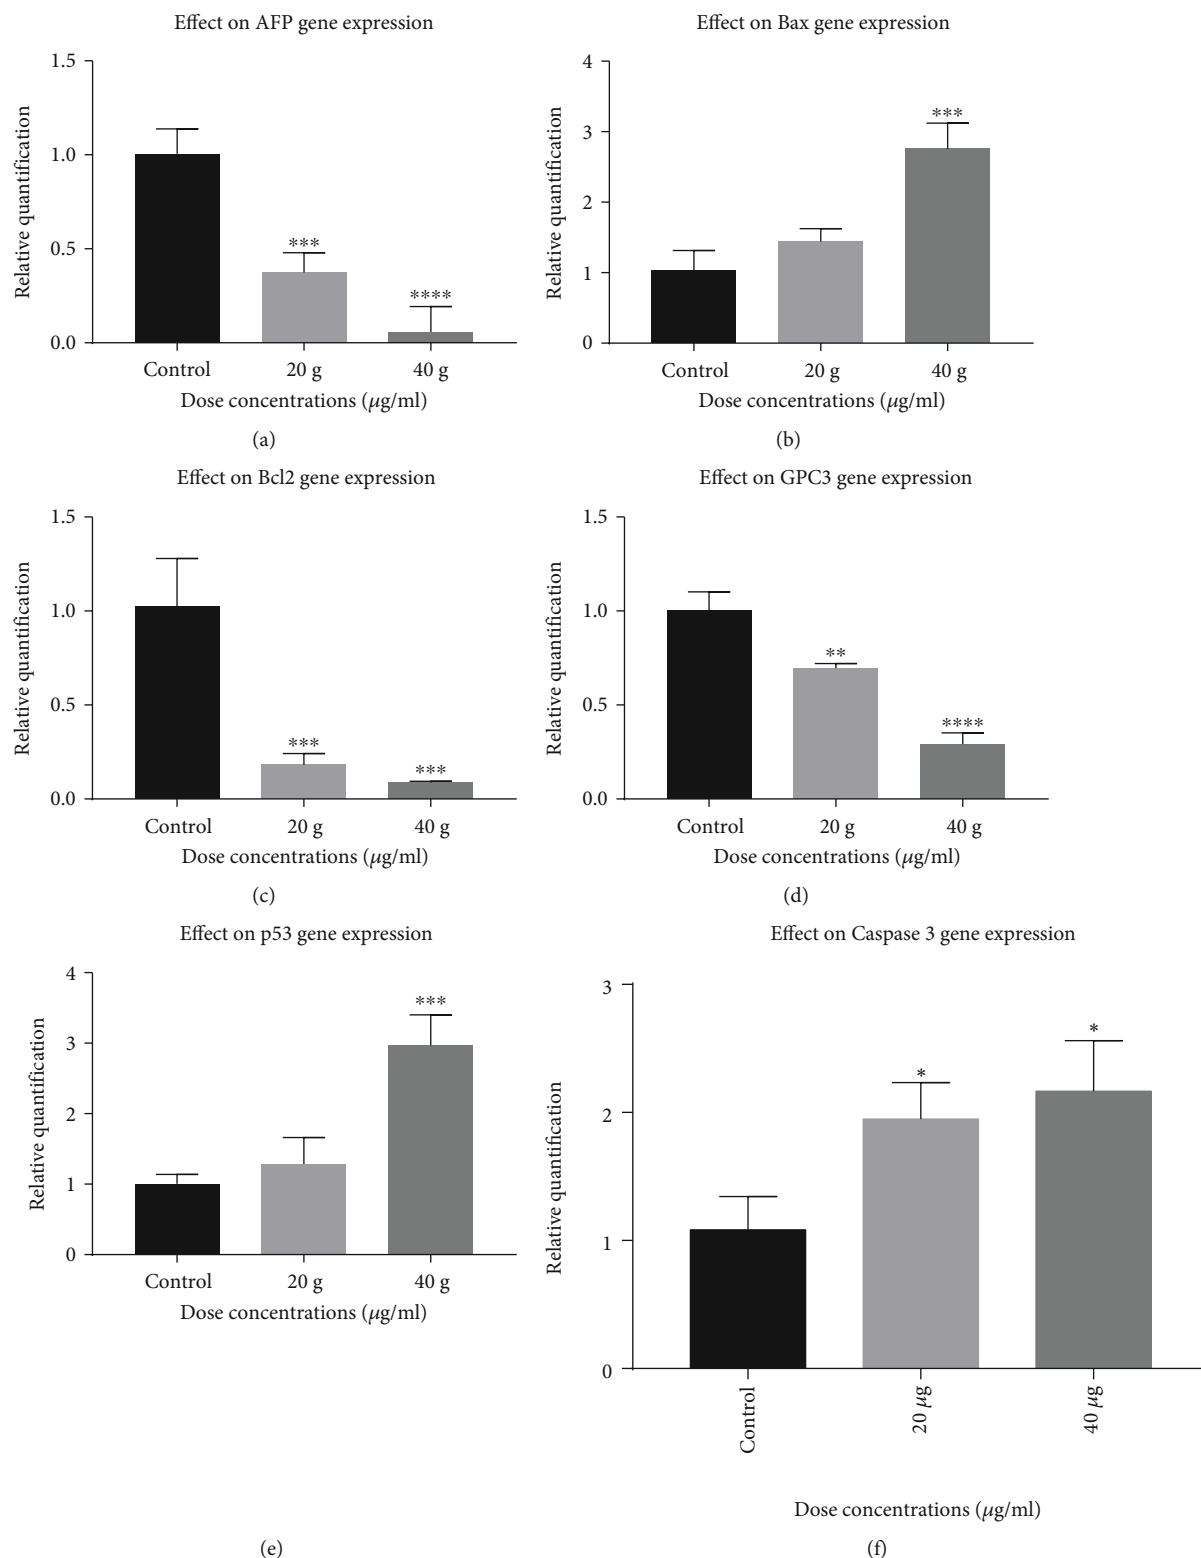 Effect on AFP gene expression
Relative quantification
1.5
1.0
0.5
0.0
***
****
Control 20 g 40 g
Dose concentrations (μg/ml)
(a)
Effect on Bax gene expression
Relative quantification
4
3
2
1
0
***
Control 20 g 40 g
Dose concentrations (μg/ml)
(b)
Effect on Bcl2 gene expression
Relative quantification
1.5
1.0
0.5
0.0
***
***
Control 20 g 40 g
Dose concentrations (μg/ml)
(c)
Effect on GPC3 gene expression
Relative quantification
1.5
1.0
0.5
0.0
**
****
Control 20 g 40 g
Dose concentrations (μg/ml)
(d)
Effect on p53 gene expression
Relative quantification
4
3
2
1
0
***
Control 20 g 40 g
Dose concentrations (μg/ml)
(e)
Effect on Caspase 3 gene expression
Relative quantification
3
2
1
0
*
*
Control
20 μg
40 μg
Dose concentrations (μg/ml)
(f)